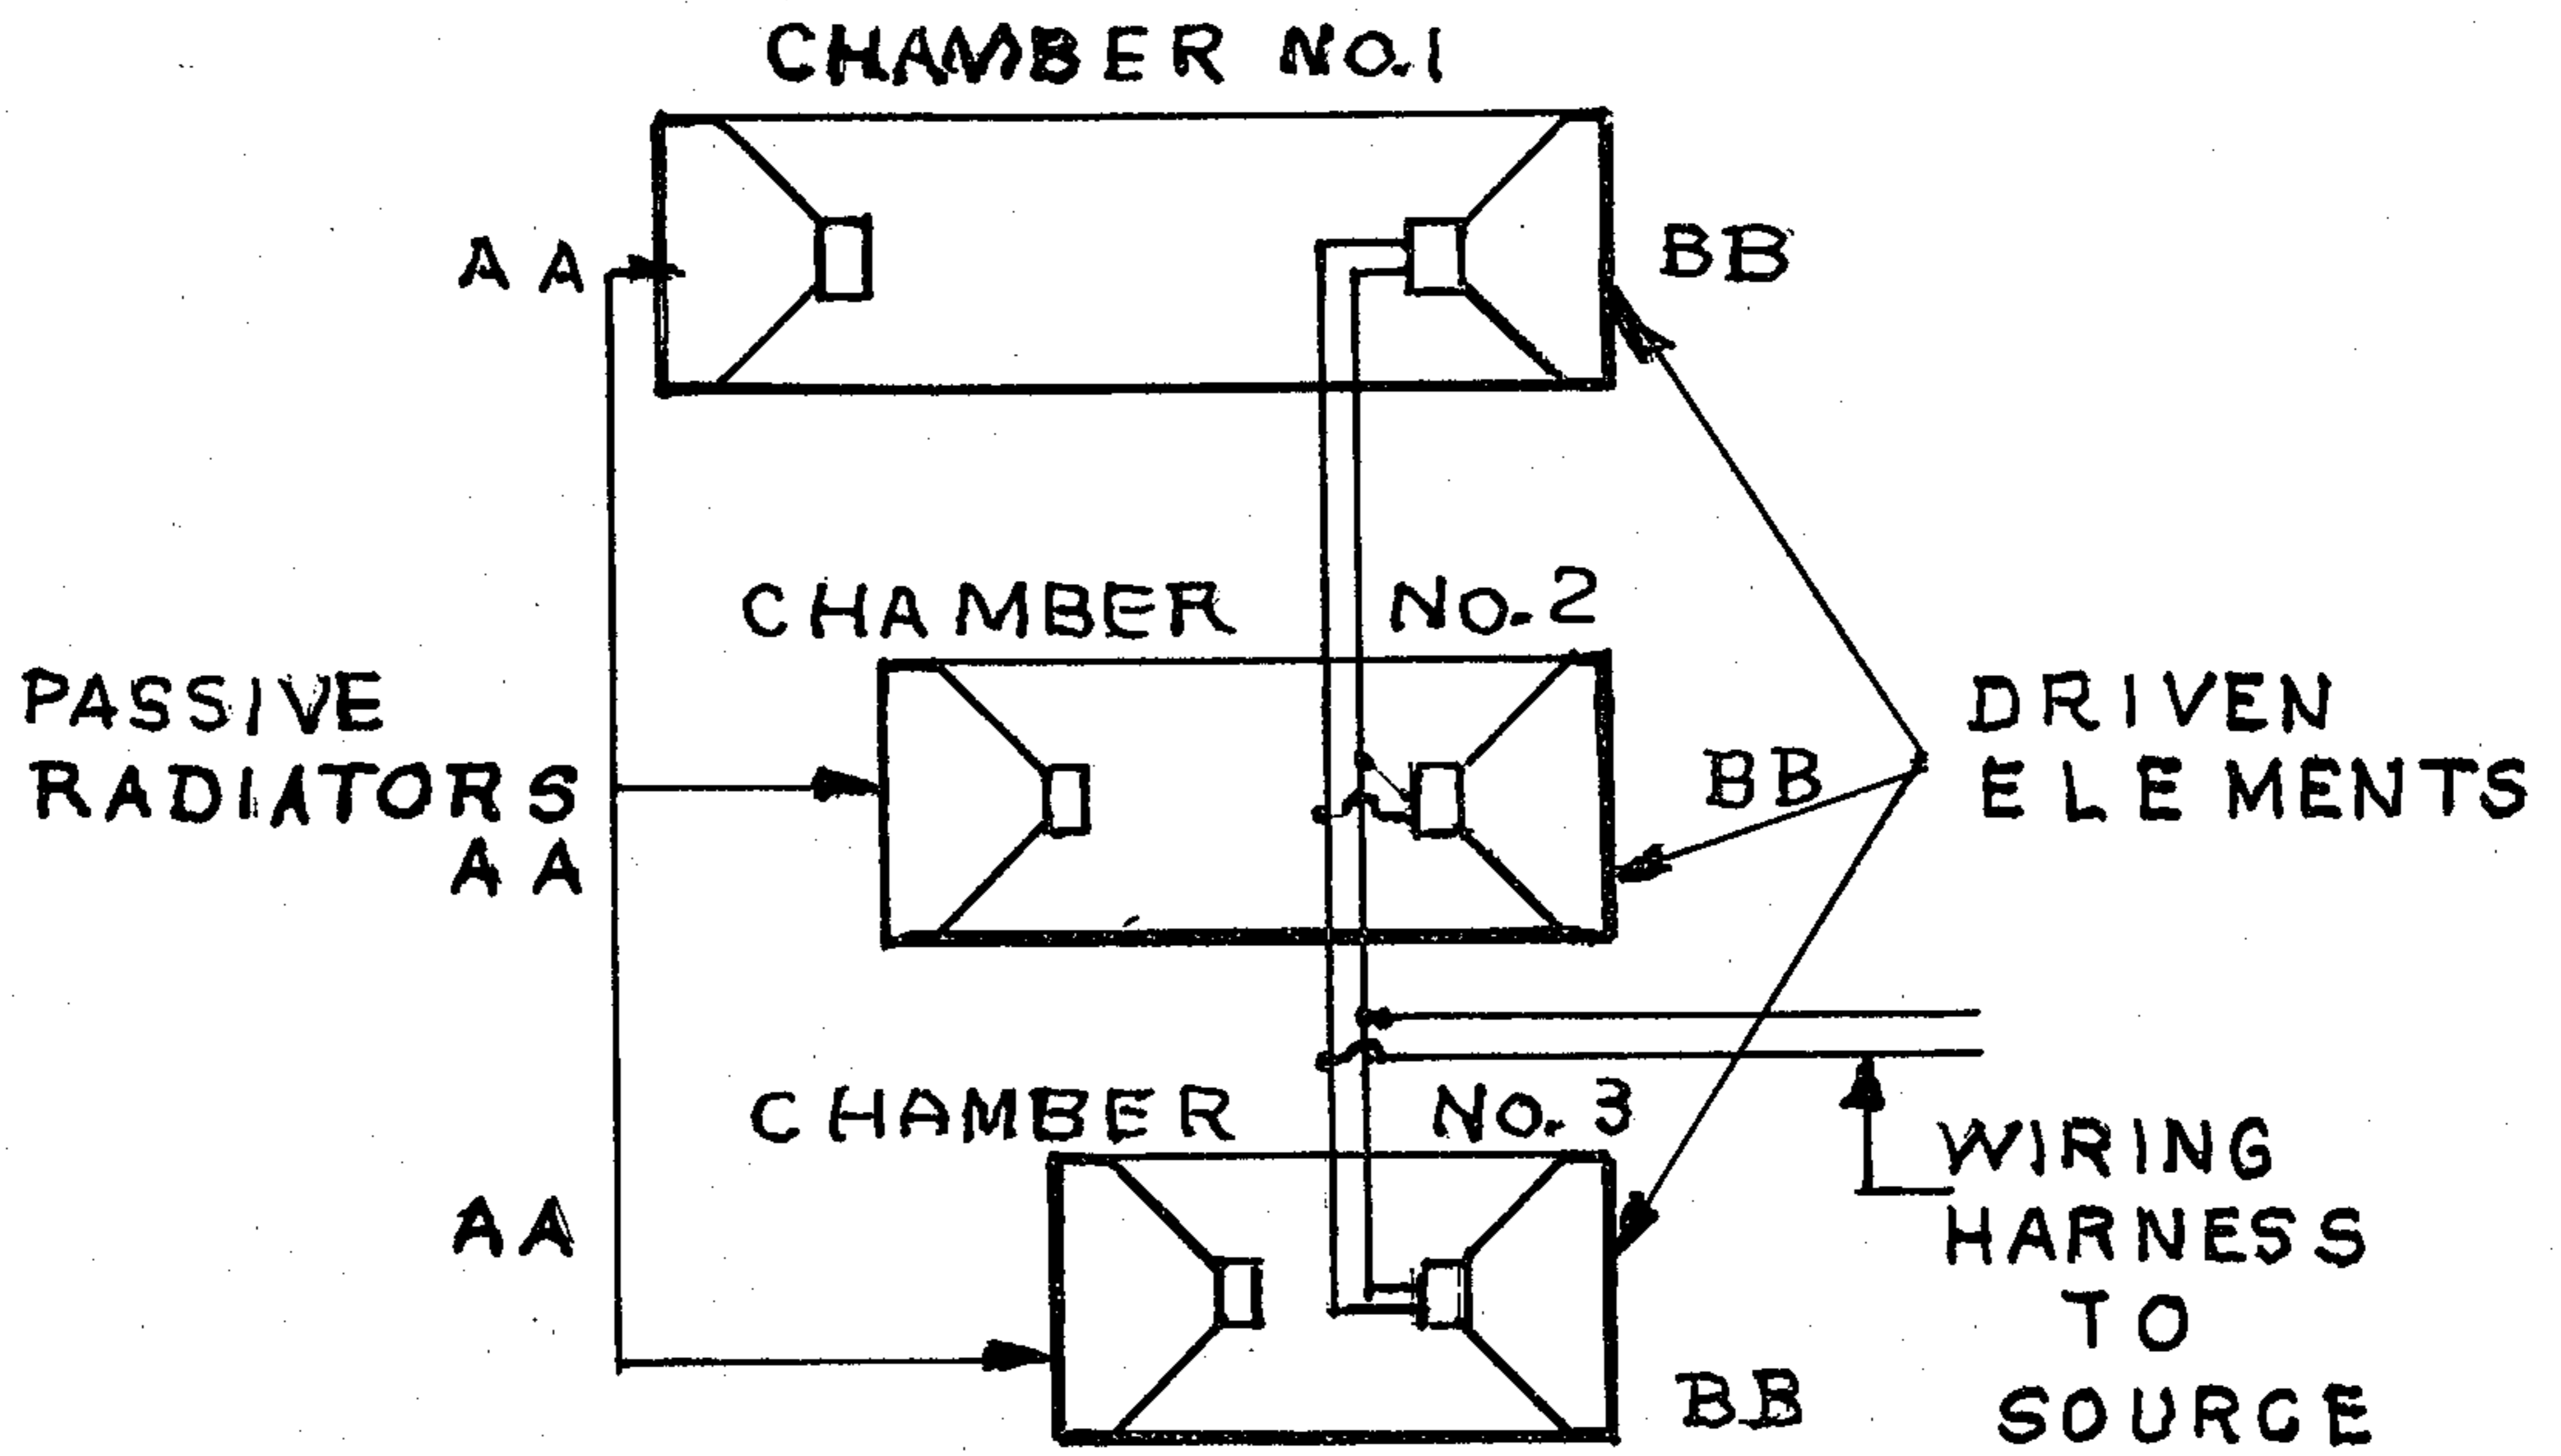 CHAMBER NO.1
AA
BB
CHAMBER NO.2
PASSIVE
RADIATORS
AA
BB
DRIVEN
ELEMENTS
CHAMBER NO.3
AA
BB
WIRING
HARNESS
TO
SOURCE